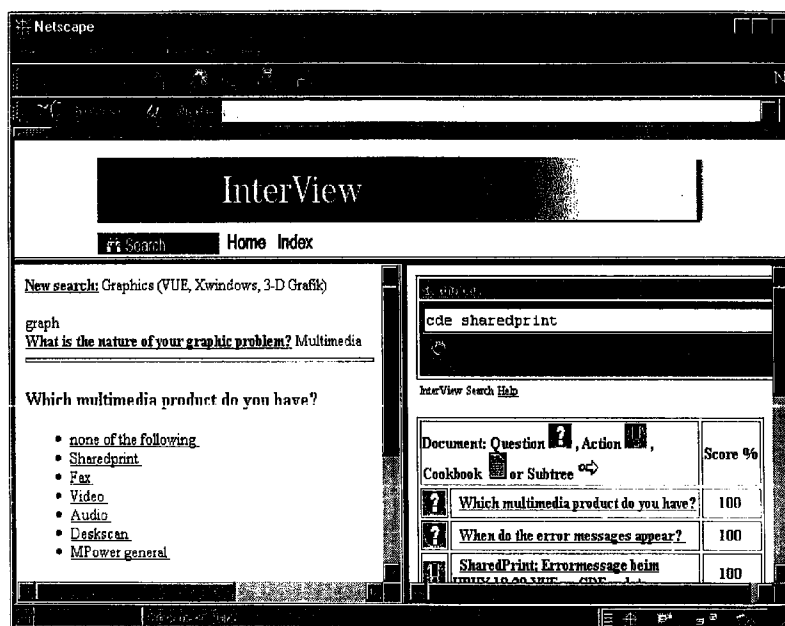 Netscape
InterView
Search Home Index
New search: Graphics (VUE, Xwindows, 3-D Grafik)
graph
What is the nature of your graphic problem? Multimedia
Which multimedia product do you have?
none of the following
Sharedprint
Fax
Video
Audio
Deskscan
MPower general
cde sharedprint
InterView Search Help
Document: Question ?, Action ,
Cookbook or Subtree
Score %
Which multimedia product do you have? 100
When do the error messages appear? 100
SharedPrint; Errormessage beim
100